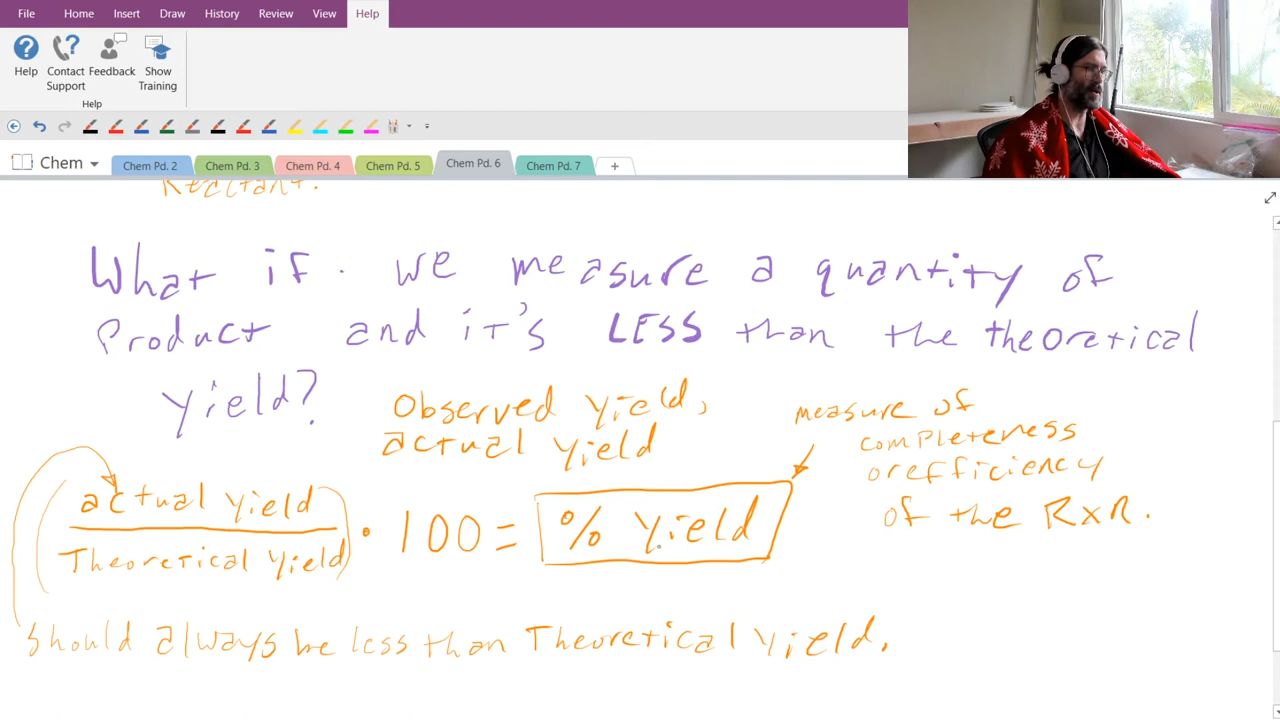 File Home Insert Draw History Review View Help
Help Contact Support Feedback Show Training
Help
Chem Chem Pd. 2 Chem Pd. 3 Chem Pd. 4 Chem Pd. 5 Chem Pd. 6 Chem Pd. 7 +
Reactant.
What if we measure a quantity of
Product and it's LESS than the theoretical
yield?
Observed yield,
actual yield
measure of
completeness
or efficiency
of the RxR.
actual yield
Theoretical yield
• 100 = % yield
Should always be less than Theoretical yield.